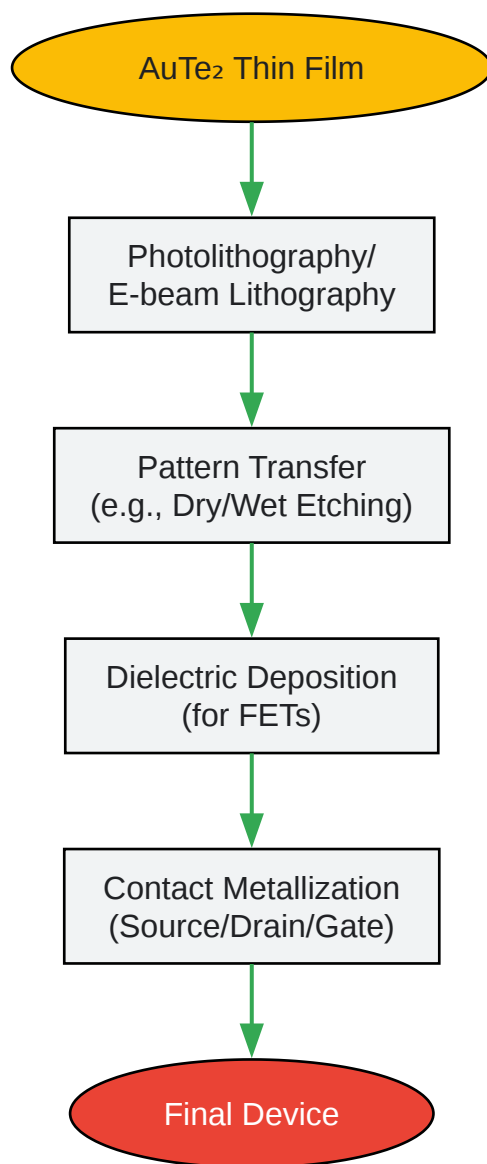 AuTe₂ Thin Film
Photolithography/
E-beam Lithography
Pattern Transfer
(e.g., Dry/Wet Etching)
Dielectric Deposition
(for FETs)
Contact Metallization
(Source/Drain/Gate)
Final Device